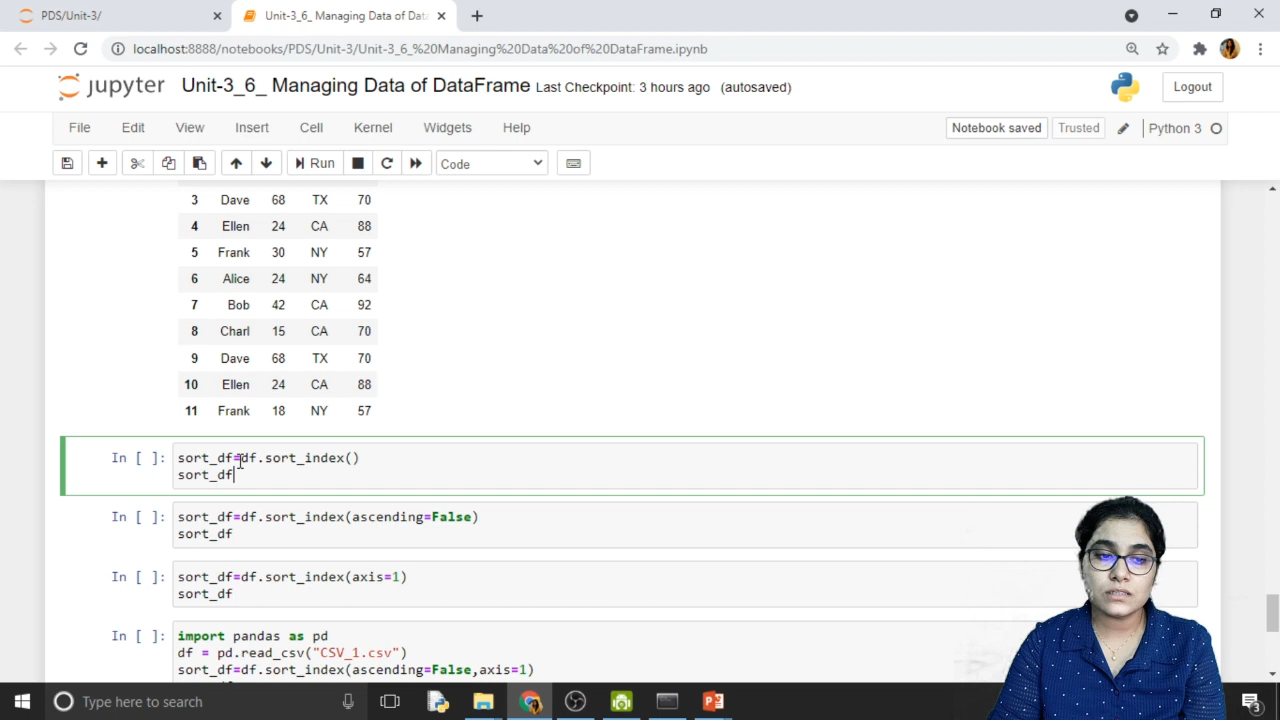 PDS/Unit-3/
Unit-3_6_ Managing Data of Dat
localhost:8888/notebooks/PDS/Unit-3/Unit-3_6_%20Managing%20Data%20of%20DataFrame.ipynb
jupyter Unit-3_6_ Managing Data of DataFrame Last Checkpoint: 3 hours ago (autosaved)
Logout
File Edit View Insert Cell Kernel Widgets Help
Notebook saved Trusted Python 3
Run Code
3 Dave 68 TX 70
4 Ellen 24 CA 88
5 Frank 30 NY 57
6 Alice 24 NY 64
7 Bob 42 CA 92
8 Charl 15 CA 70
9 Dave 68 TX 70
10 Ellen 24 CA 88
11 Frank 18 NY 57
In [ ]: sort_df=df.sort_index()
sort_df
In [ ]: sort_df=df.sort_index(ascending=False)
sort_df
In [ ]: sort_df=df.sort_index(axis=1)
sort_df
In [ ]: import pandas as pd
df = pd.read_csv("CSV_1.csv")
sort_df=df.sort_index(ascending=False,axis=1)
Type here to search
3